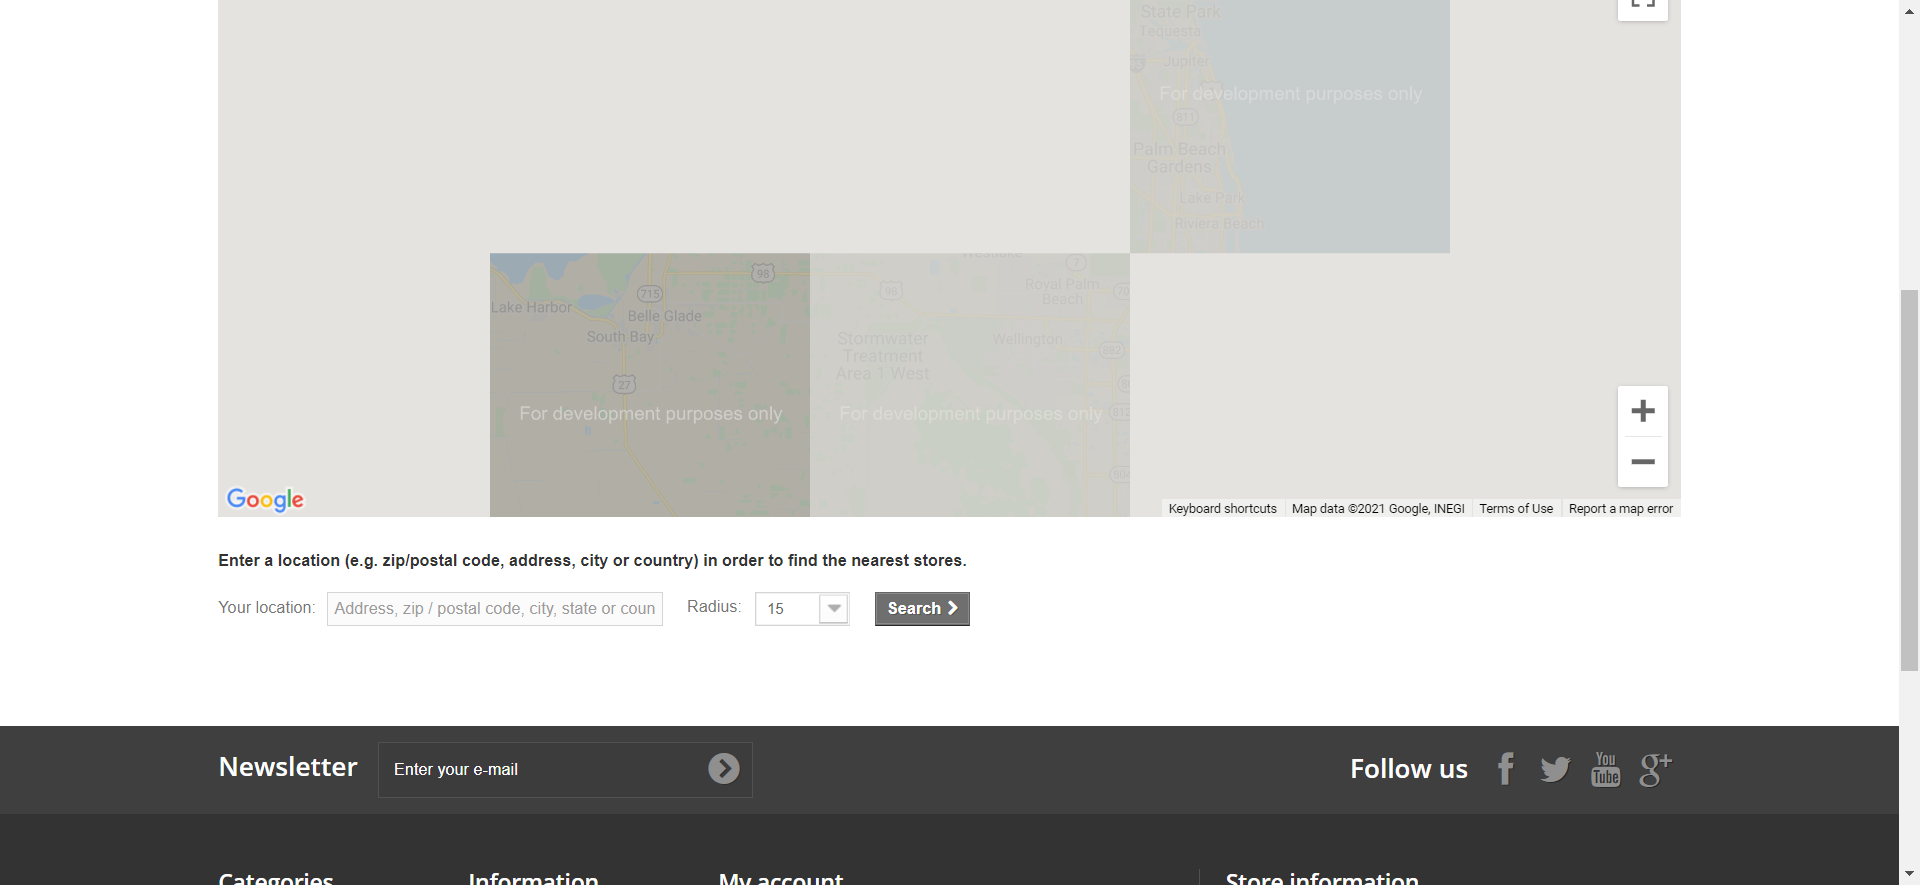 State Park
Tequesta
Jupiter
For development purposes only
811
Palm Beach
Gardens
Lake Park
Riviera Beach
98
715
Lake Harbor
Belle Glade
South Bay
27
For development purposes only
98
7
Royal Palm
Beach
Stormwater
Treatment
Area 1 West
Wellington
882
For development purposes only
812
Google
Keyboard shortcuts
Map data ©2021 Google, INEGI
Terms of Use
Report a map error
Enter a location (e.g. zip/postal code, address, city or country) in order to find the nearest stores.
Your location: Address, zip / postal code, city, state or coun Radius: 15 Search
Newsletter Enter your e-mail Follow us
You
Tube
g+
Categories Information My account Store information